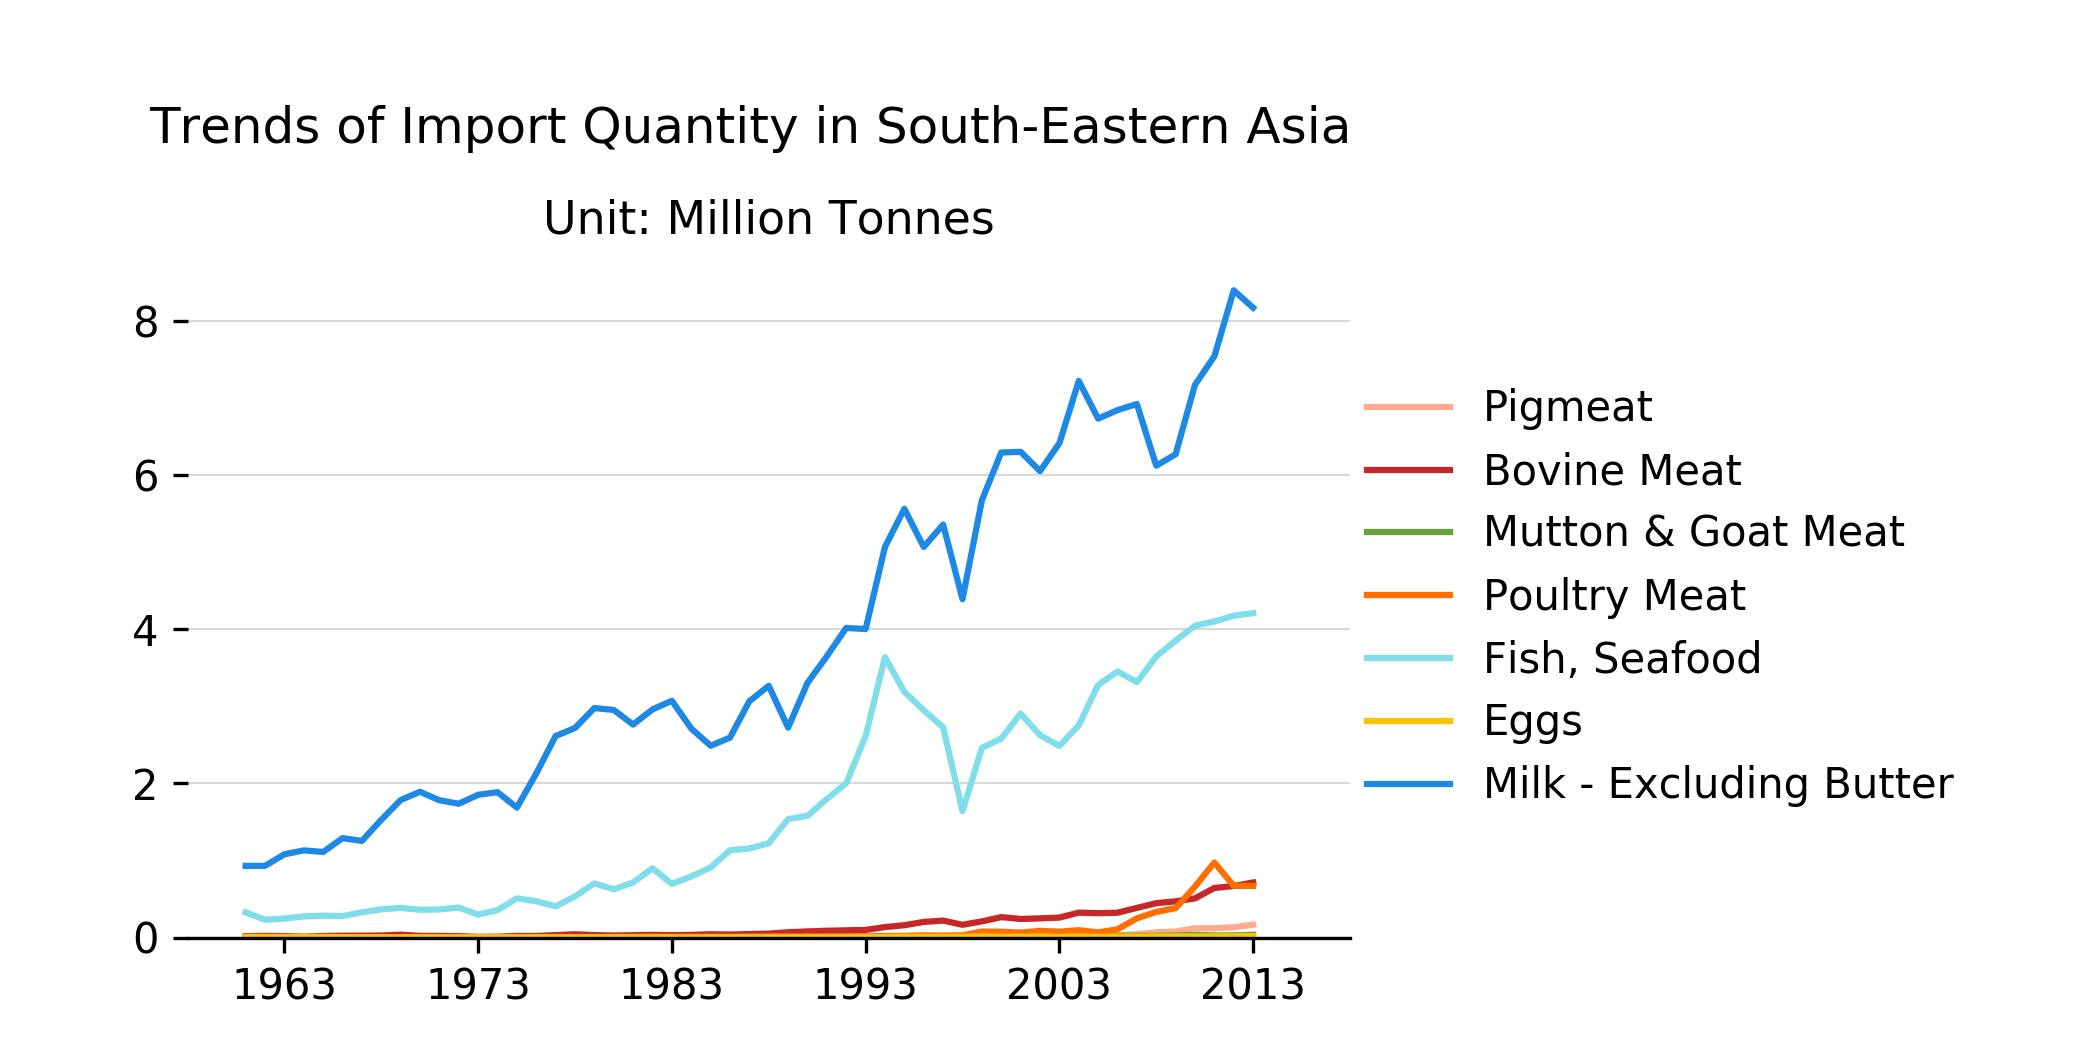 Trends of Import Quantity in South-Eastern Asia
Unit: Million Tonnes
8
6
4
2
0
1963 1973 1983 1993 2003 2013
Pigmeat
Bovine Meat
Mutton & Goat Meat
Poultry Meat
Fish, Seafood
Eggs
Milk - Excluding Butter